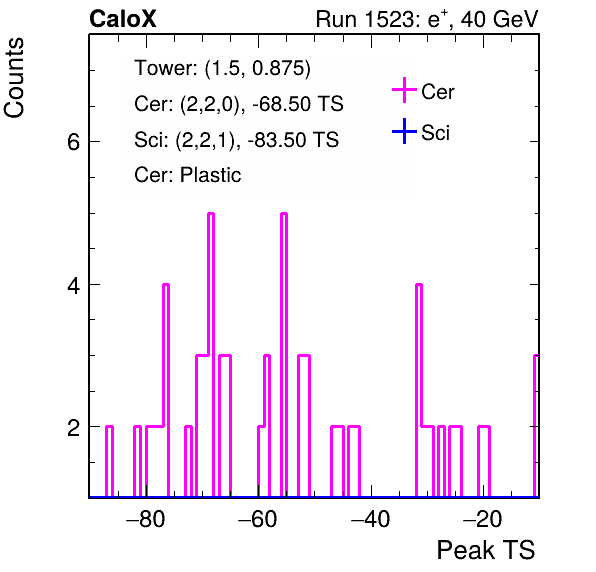 CaloX Run 1523: e⁺, 40 GeV
Counts
Tower: (1.5, 0.875)
Cer: (2,2,0), -68.50 TS
Sci: (2,2,1), -83.50 TS
Cer: Plastic
Cer
Sci
6
4
2
−80 −60 −40 −20
Peak TS